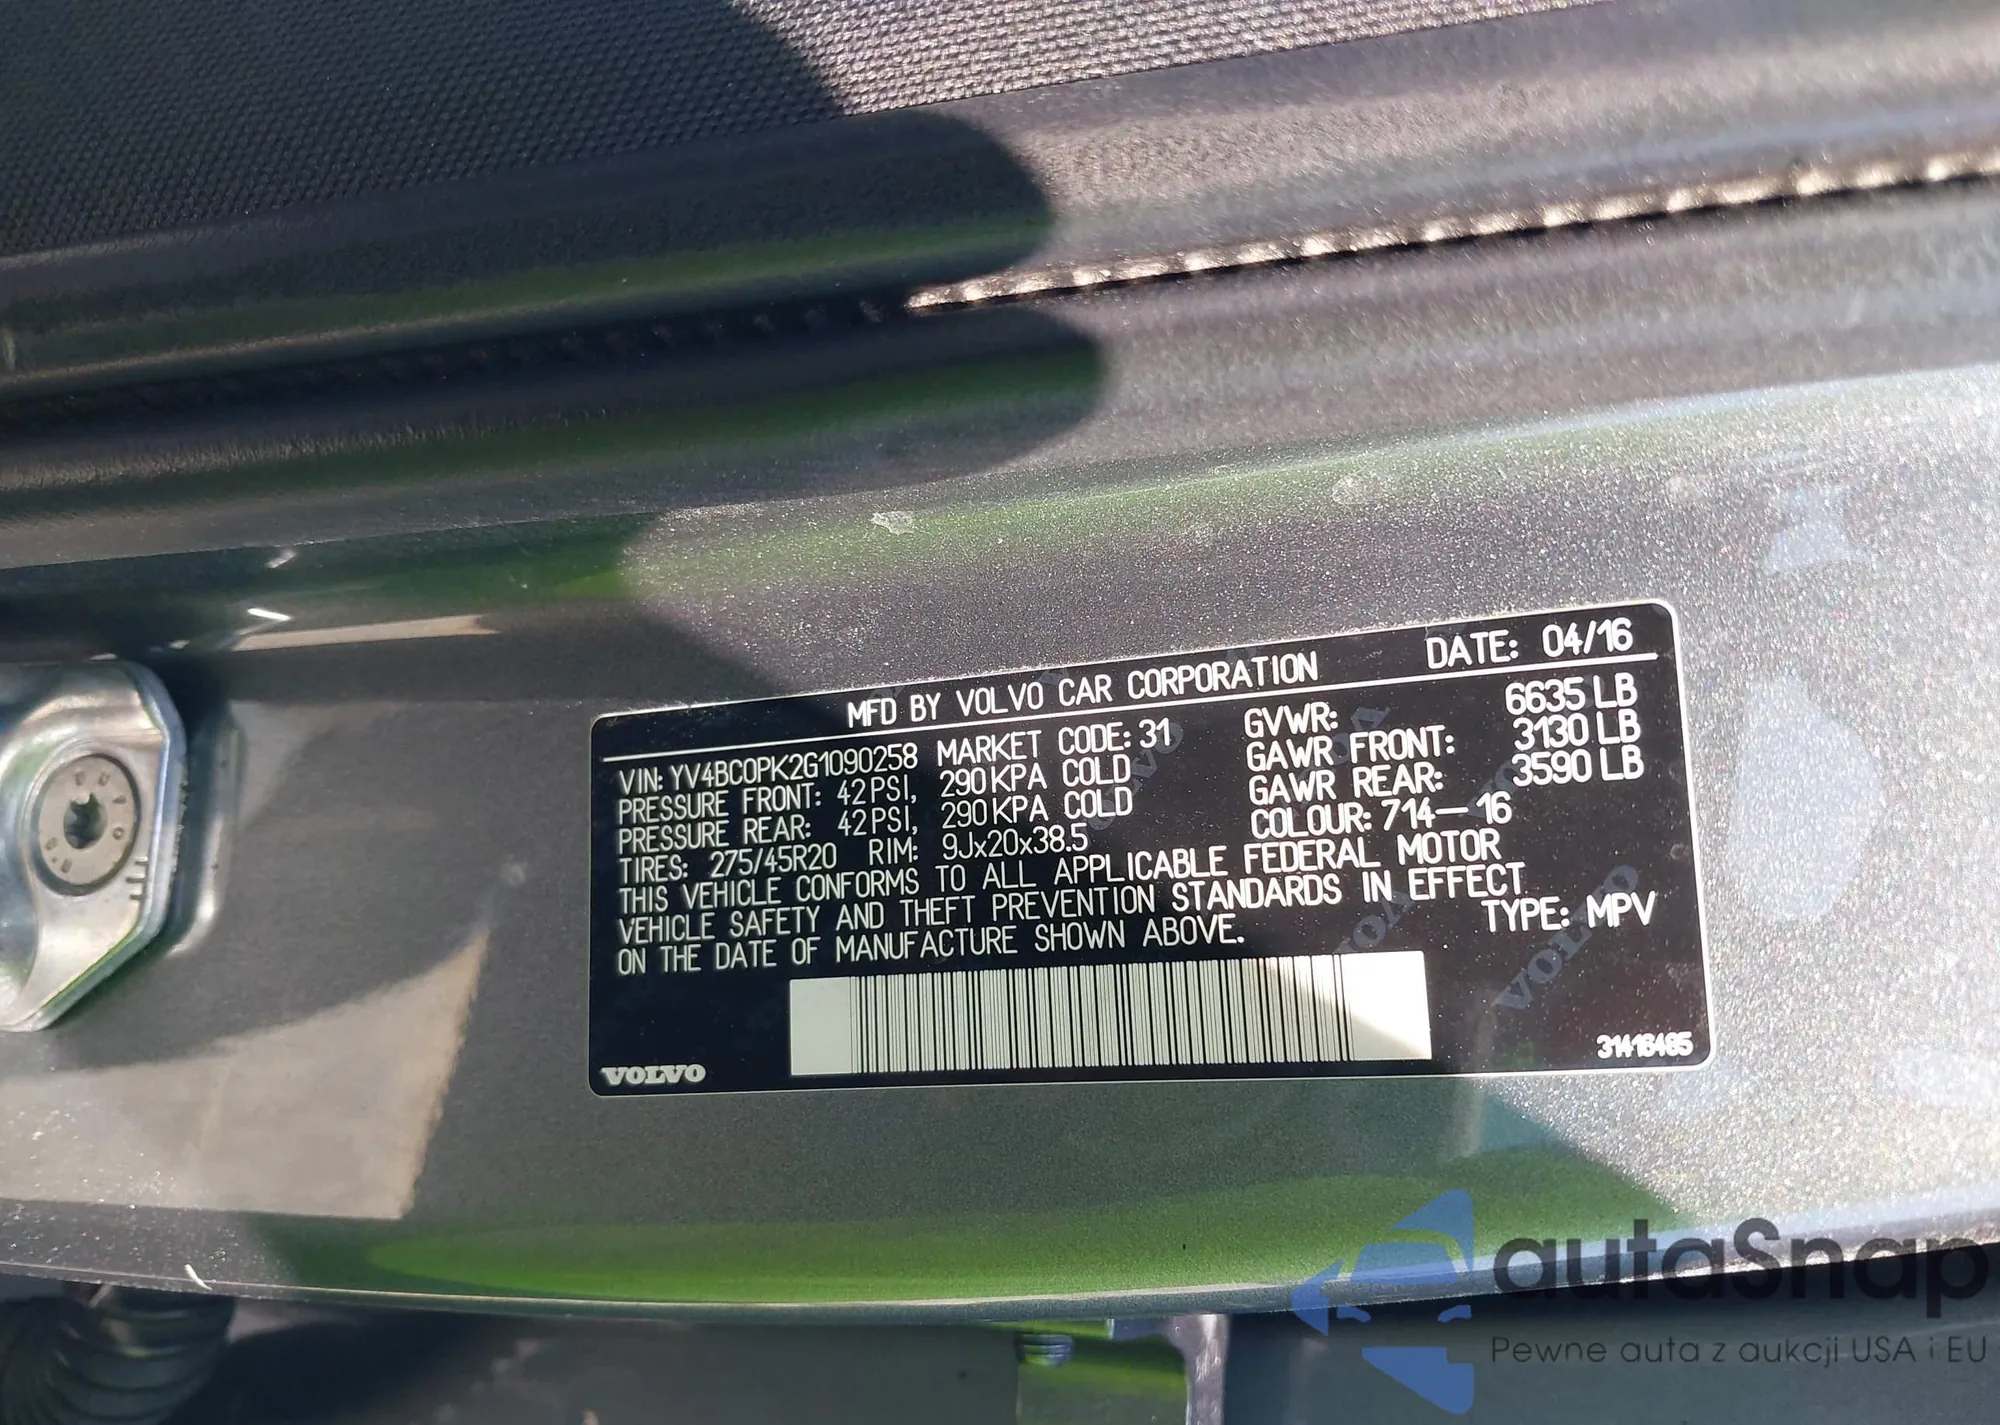 MFD BY VOLVO CAR CORPORATION DATE: 04/16
VIN: YV4BC0PK2G1090258 MARKET CODE: 31 GVWR: 6635 LB
PRESSURE FRONT: 42 PSI, 290 KPA COLD GAWR FRONT: 3130 LB
PRESSURE REAR: 42 PSI, 290 KPA COLD GAWR REAR: 3590 LB
TIRES: 275/45R20 RIM: 9Jx20x38.5 COLOUR: 714-16
THIS VEHICLE CONFORMS TO ALL APPLICABLE FEDERAL MOTOR
VEHICLE SAFETY AND THEFT PREVENTION STANDARDS IN EFFECT
ON THE DATE OF MANUFACTURE SHOWN ABOVE. TYPE: MPV
VOLVO 31416485
autaSnap
Pewne auta z aukcji USA i EU